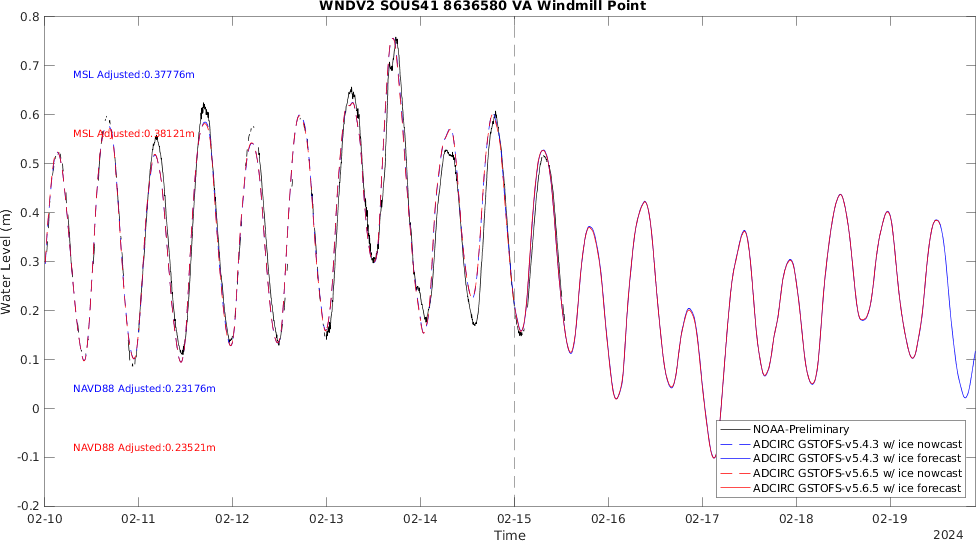 WNDV2 SOUS41 8636580 VA Windmill Point
0.8
0.7
0.6
0.5
0.4
0.3
0.2
0.1
0
-0.1
-0.2
Water Level (m)
MSL Adjusted:0.37776m
MSL Adjusted:0.38121m
NAVD88 Adjusted:0.23176m
NAVD88 Adjusted:0.23521m
NOAA-Preliminary
ADCIRC GSTOFS-v5.4.3 w/ ice nowcast
ADCIRC GSTOFS-v5.4.3 w/ ice forecast
ADCIRC GSTOFS-v5.6.5 w/ ice nowcast
ADCIRC GSTOFS-v5.6.5 w/ ice forecast
02-10 02-11 02-12 02-13 02-14 02-15 02-16 02-17 02-18 02-19
Time
2024